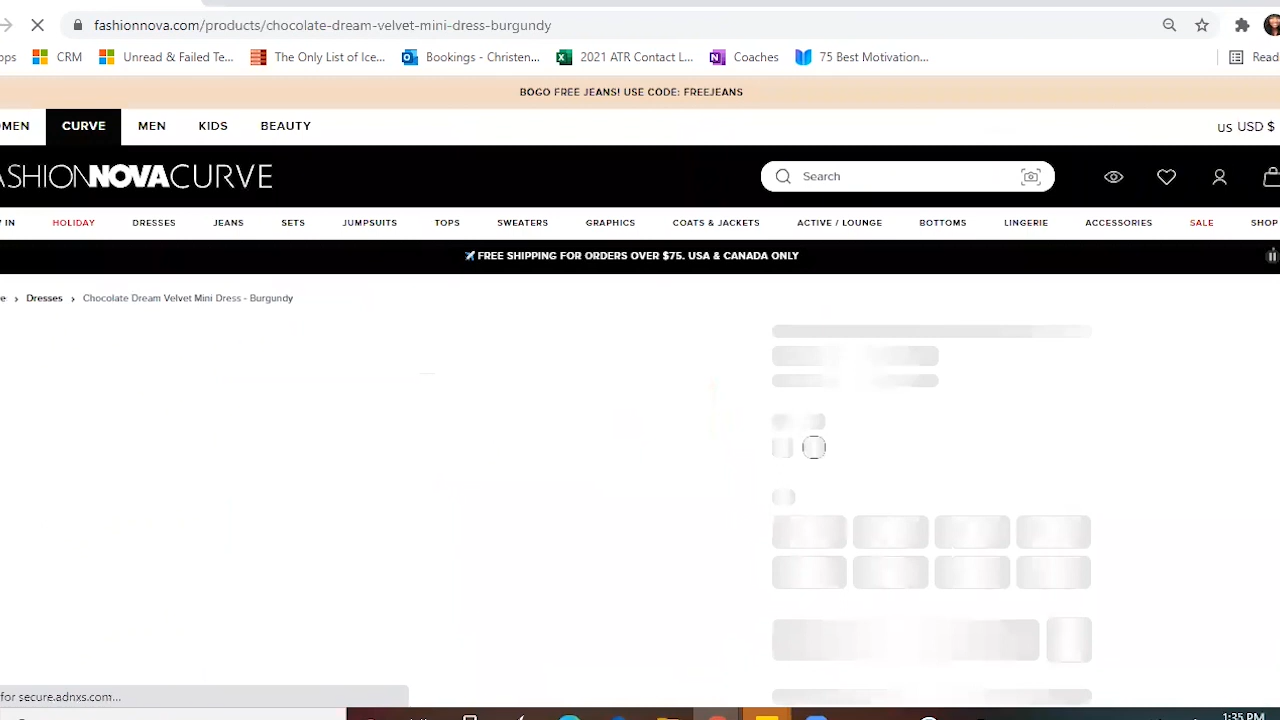 fashionnova.com/products/chocolate-dream-velvet-mini-dress-burgundy
ops CRM Unread & Failed Te... The Only List of Ice... Bookings - Christen... 2021 ATR Contact L... Coaches 75 Best Motivation... Read
BOGO FREE JEANS! USE CODE: FREEJEANS
OMEN CURVE MEN KIDS BEAUTY US USD $
ASHIONNOVACURVE Search
Y IN HOLIDAY DRESSES JEANS SETS JUMPSUITS TOPS SWEATERS GRAPHICS COATS & JACKETS ACTIVE / LOUNGE BOTTOMS LINGERIE ACCESSORIES SALE SHOP
✈️FREE SHIPPING FOR ORDERS OVER $75. USA & CANADA ONLY
e › Dresses › Chocolate Dream Velvet Mini Dress - Burgundy
for secure.adnxs.com...
1:35 PM